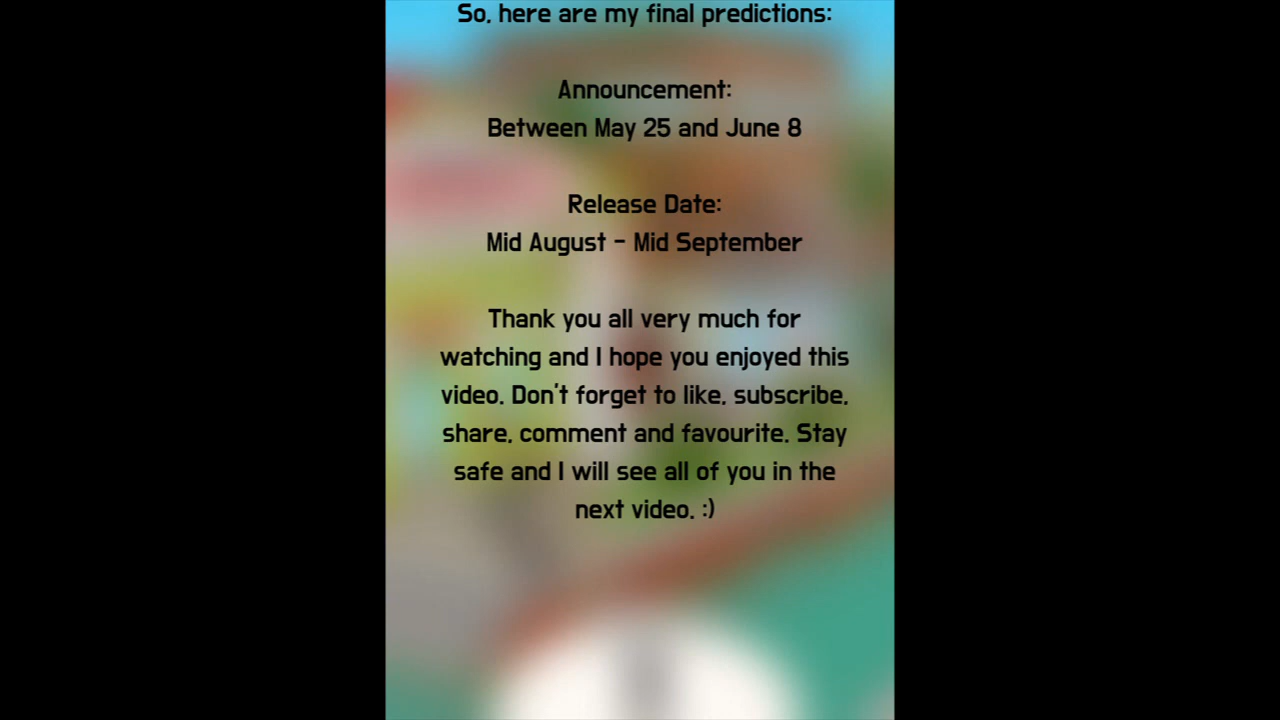 So, here are my final predictions:
Announcement:
Between May 25 and June 8
Release Date:
Mid August - Mid September
Thank you all very much for
watching and I hope you enjoyed this
video. Don't forget to like, subscribe,
share, comment and favourite. Stay
safe and I will see all of you in the
next video. :)